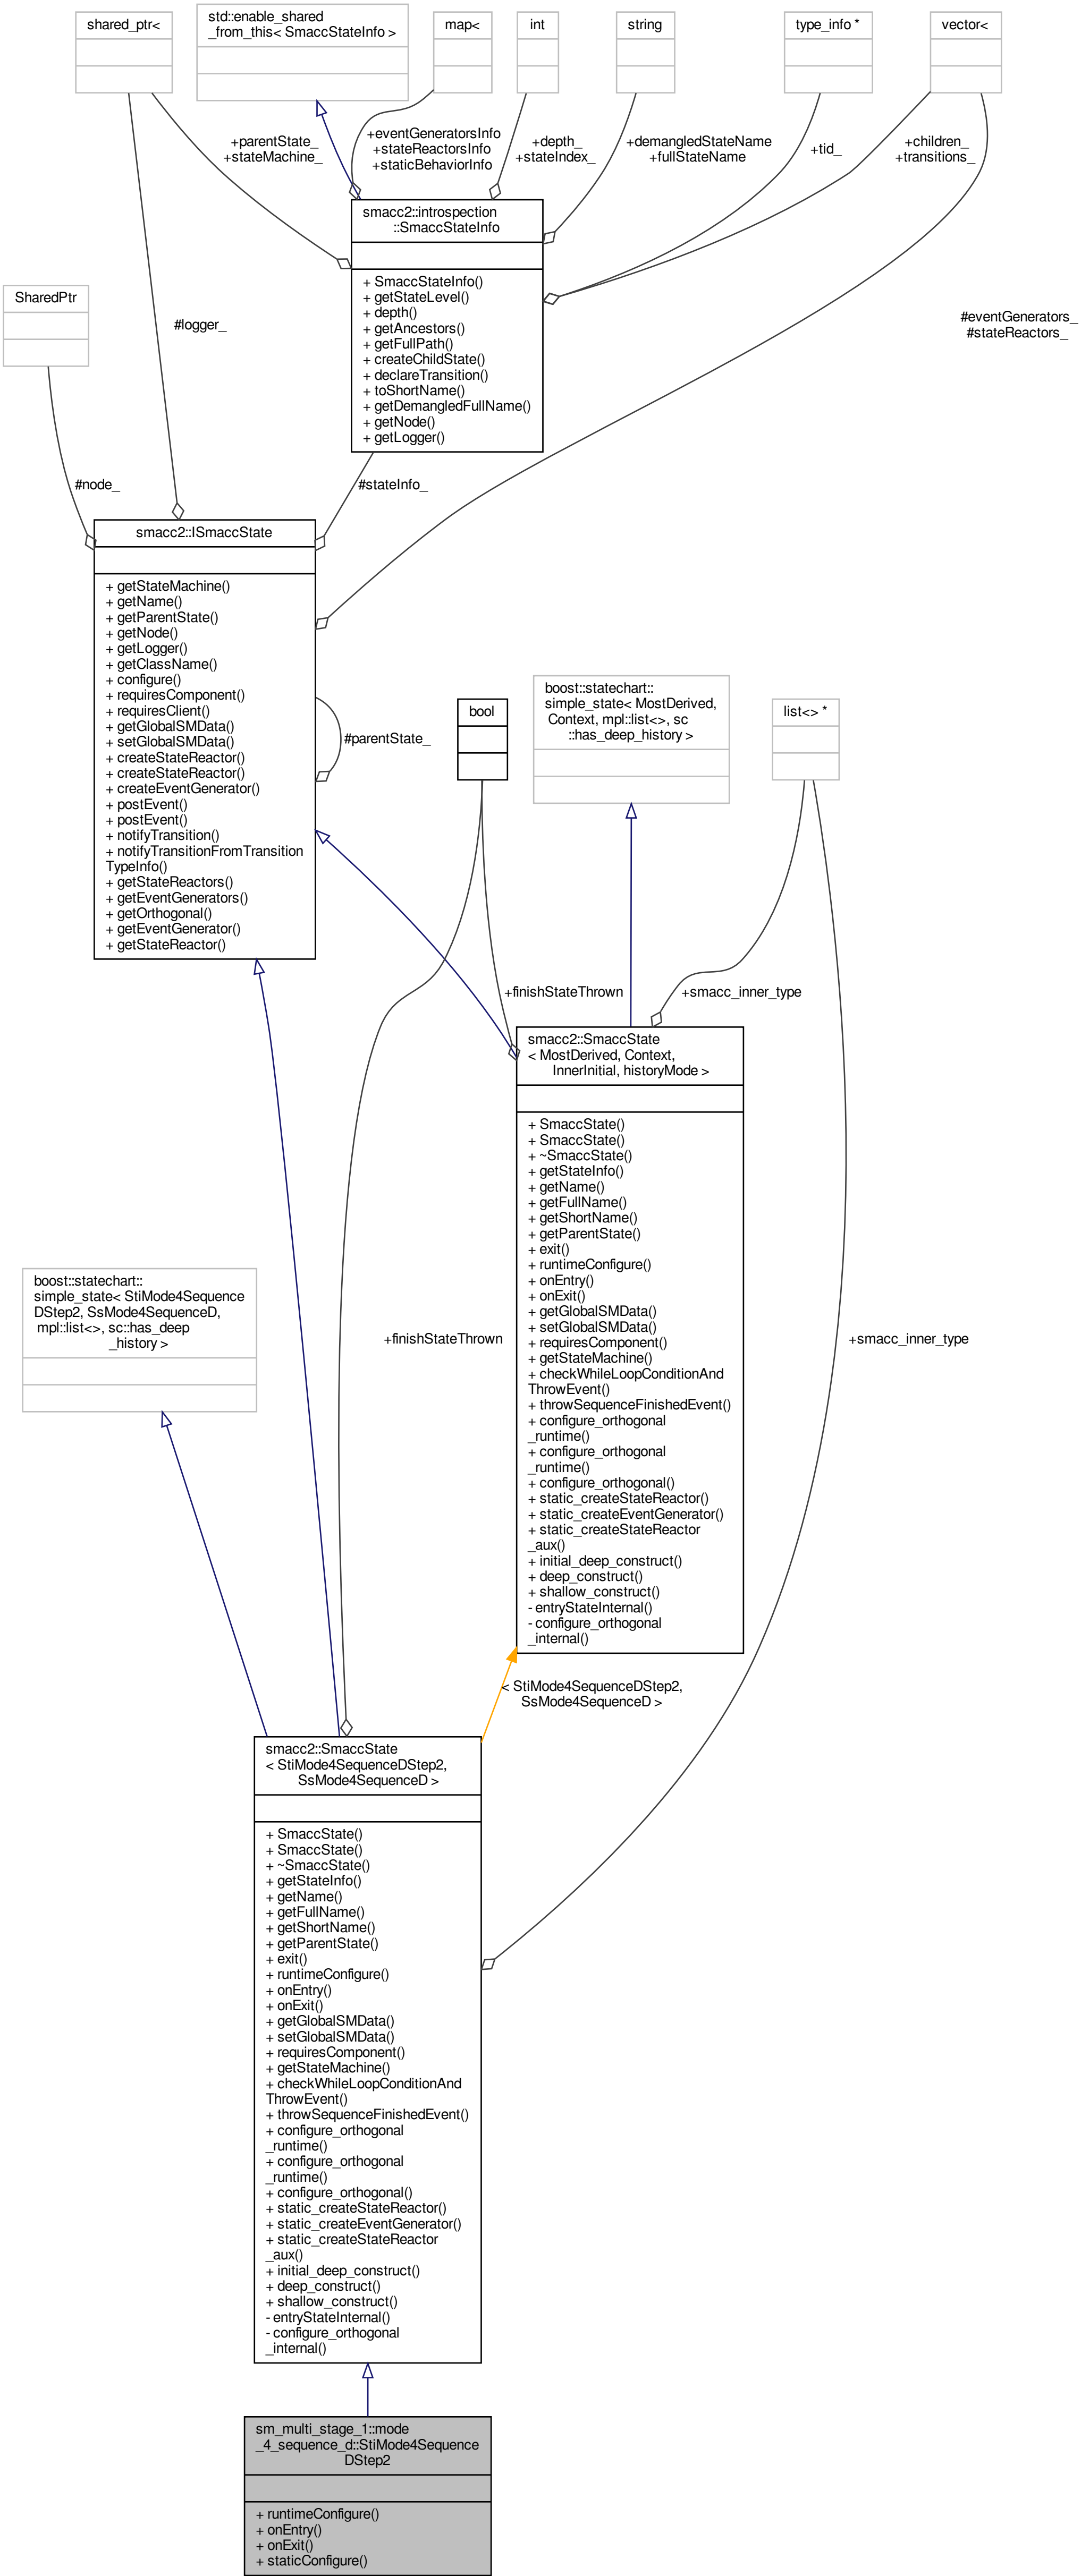 shared_ptr<
std::enable_shared
_from_this< SmaccStateInfo >
map<
int
string
type_info *
vector<
+parentState_
+stateMachine_
+eventGeneratorsInfo
+stateReactorsInfo
+staticBehaviorInfo
+depth_
+stateIndex_
+demangledStateName
+fullStateName
+tid_
+children_
+transitions_
smacc2::introspection
::SmaccStateInfo
+ SmaccStateInfo()
+ getStateLevel()
+ depth()
+ getAncestors()
+ getFullPath()
+ createChildState()
+ declareTransition()
+ toShortName()
+ getDemangledFullName()
+ getNode()
+ getLogger()
SharedPtr
#logger_
#eventGenerators_
#stateReactors_
#node_
#stateInfo_
smacc2::ISmaccState
+ getStateMachine()
+ getName()
+ getParentState()
+ getNode()
+ getLogger()
+ getClassName()
+ configure()
+ requiresComponent()
+ requiresClient()
+ getGlobalSMData()
+ setGlobalSMData()
+ createStateReactor()
+ createStateReactor()
+ createEventGenerator()
+ postEvent()
+ postEvent()
+ notifyTransition()
+ notifyTransitionFromTransition
TypeInfo()
+ getStateReactors()
+ getEventGenerators()
+ getOrthogonal()
+ getEventGenerator()
+ getStateReactor()
#parentState_
bool
boost::statechart::
simple_state< MostDerived,
Context, mpl::list<>, sc
::has_deep_history >
list<> *
+finishStateThrown
+smacc_inner_type
smacc2::SmaccState
< MostDerived, Context,
InnerInitial, historyMode >
+ SmaccState()
+ SmaccState()
+ ~SmaccState()
+ getStateInfo()
+ getName()
+ getFullName()
+ getShortName()
+ getParentState()
+ exit()
+ runtimeConfigure()
+ onEntry()
+ onExit()
+ getGlobalSMData()
+ setGlobalSMData()
+ requiresComponent()
+ getStateMachine()
+ checkWhileLoopConditionAnd
ThrowEvent()
+ throwSequenceFinishedEvent()
+ configure_orthogonal
_runtime()
+ configure_orthogonal
_runtime()
+ configure_orthogonal()
+ static_createStateReactor()
+ static_createEventGenerator()
+ static_createStateReactor
_aux()
+ initial_deep_construct()
+ deep_construct()
+ shallow_construct()
- entryStateInternal()
- configure_orthogonal
_internal()
boost::statechart::
simple_state< StiMode4Sequence
DStep2, SsMode4SequenceD,
mpl::list<>, sc::has_deep
_history >
+finishStateThrown
+smacc_inner_type
< StiMode4SequenceDStep2,
SsMode4SequenceD >
smacc2::SmaccState
< StiMode4SequenceDStep2,
SsMode4SequenceD >
+ SmaccState()
+ SmaccState()
+ ~SmaccState()
+ getStateInfo()
+ getName()
+ getFullName()
+ getShortName()
+ getParentState()
+ exit()
+ runtimeConfigure()
+ onEntry()
+ onExit()
+ getGlobalSMData()
+ setGlobalSMData()
+ requiresComponent()
+ getStateMachine()
+ checkWhileLoopConditionAnd
ThrowEvent()
+ throwSequenceFinishedEvent()
+ configure_orthogonal
_runtime()
+ configure_orthogonal
_runtime()
+ configure_orthogonal()
+ static_createStateReactor()
+ static_createEventGenerator()
+ static_createStateReactor
_aux()
+ initial_deep_construct()
+ deep_construct()
+ shallow_construct()
- entryStateInternal()
- configure_orthogonal
_internal()
sm_multi_stage_1::mode
_4_sequence_d::StiMode4Sequence
DStep2
+ runtimeConfigure()
+ onEntry()
+ onExit()
+ staticConfigure()